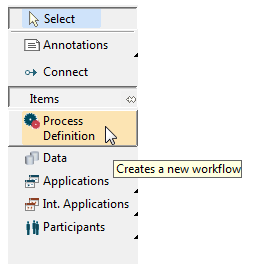 Select
Annotations
Connect
Items
Process
Definition
Data
Creates a new workflow
Applications
Int. Applications
Participants